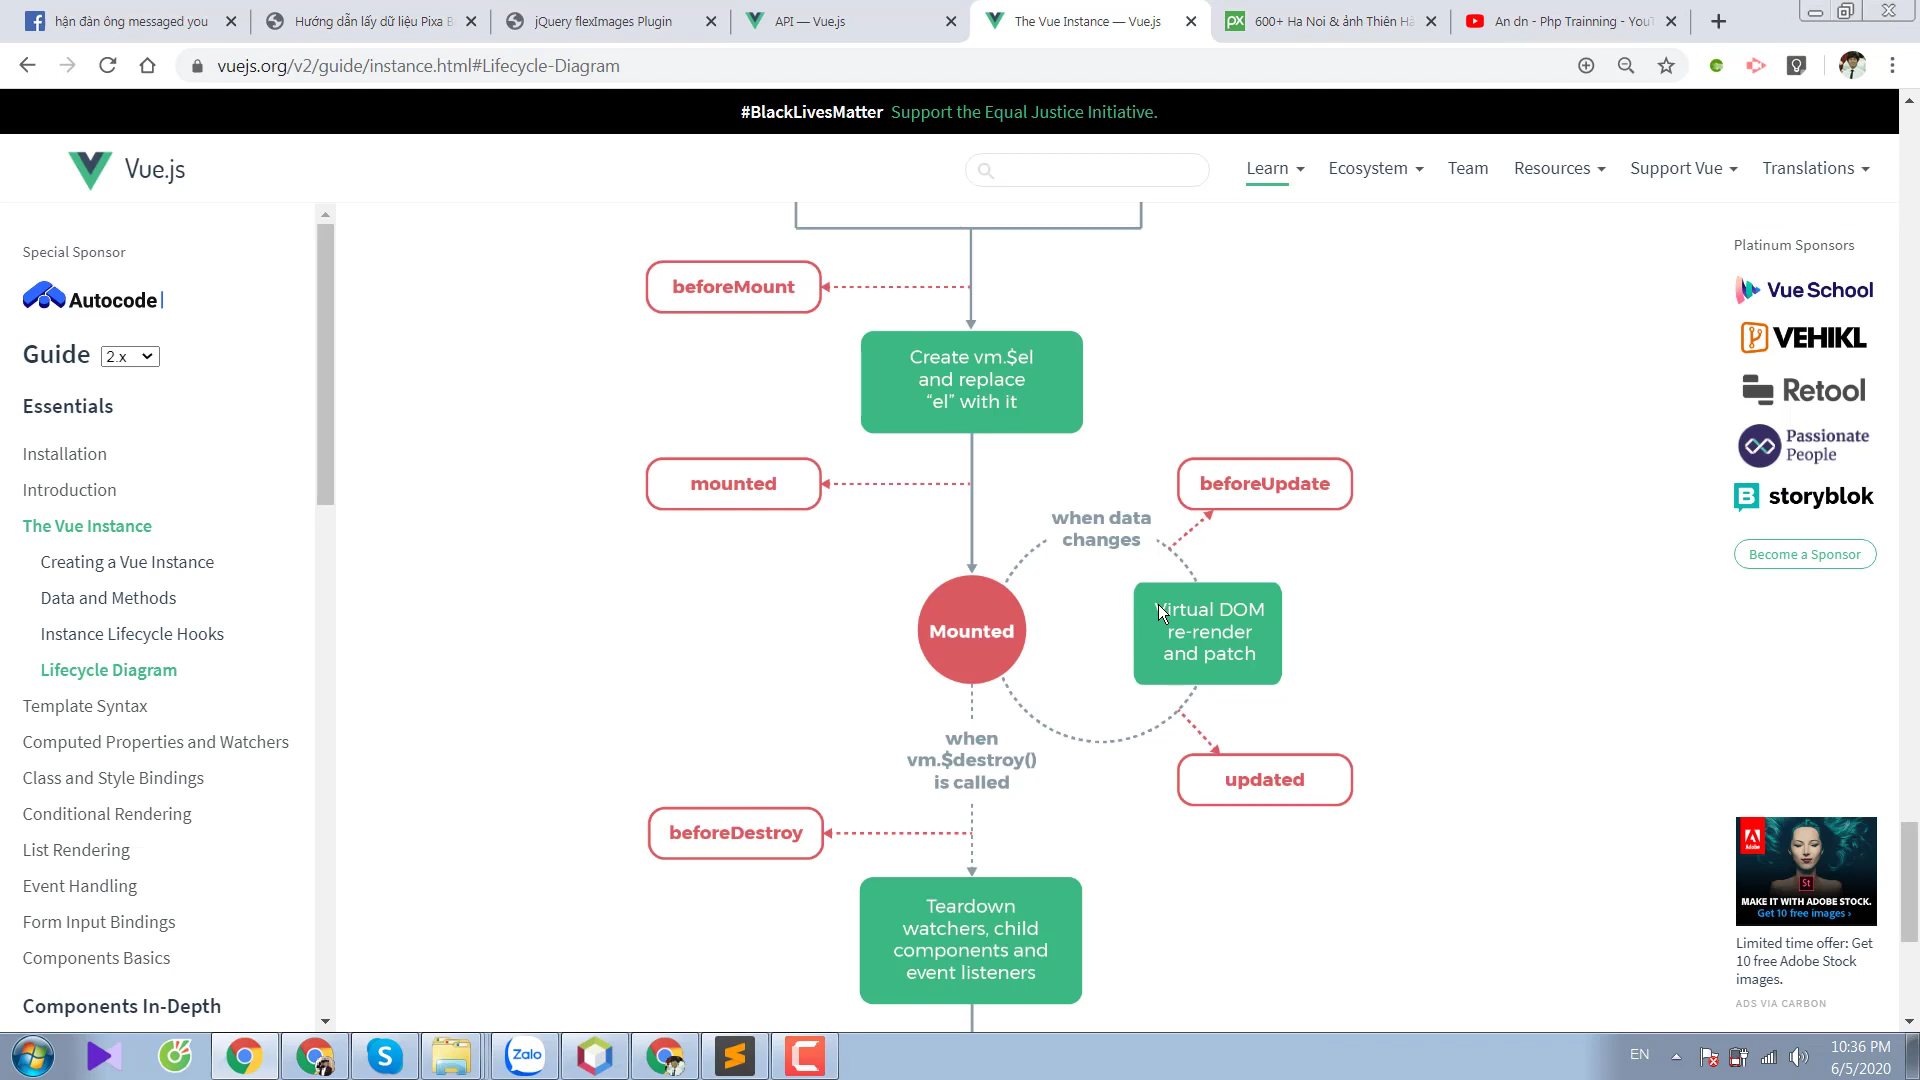 hạn đàn ông messaged you
Hướng dẫn lấy dữ liệu Pixa B
jQuery flexImages Plugin
API — Vue.js
The Vue Instance — Vue.js
600+ Ha Noi & ảnh Thiên Hà
An dn - Php Trainning - YouT
vuejs.org/v2/guide/instance.html#Lifecycle-Diagram
#BlackLivesMatter Support the Equal Justice Initiative.
Vue.js
Learn
Ecosystem
Team
Resources
Support Vue
Translations
Special Sponsor
Autocode
Guide 2.x
Essentials
Installation
Introduction
The Vue Instance
Creating a Vue Instance
Data and Methods
Instance Lifecycle Hooks
Lifecycle Diagram
Template Syntax
Computed Properties and Watchers
Class and Style Bindings
Conditional Rendering
List Rendering
Event Handling
Form Input Bindings
Components Basics
Components In-Depth
beforeMount
Create vm.$el
and replace
“el” with it
mounted
beforeUpdate
when data
changes
Mounted
Virtual DOM
re-render
and patch
when
vm.$destroy()
is called
updated
beforeDestroy
Teardown
watchers, child
components and
event listeners
Platinum Sponsors
Vue School
VEHIKL
Retool
Passionate
People
storyblok
Become a Sponsor
Adobe
St
MAKE IT WITH ADOBE STOCK.
Get 10 free images ›
Limited time offer: Get
10 free Adobe Stock
images.
ADS VIA CARBON
Zalo
EN
10:36 PM
6/5/2020